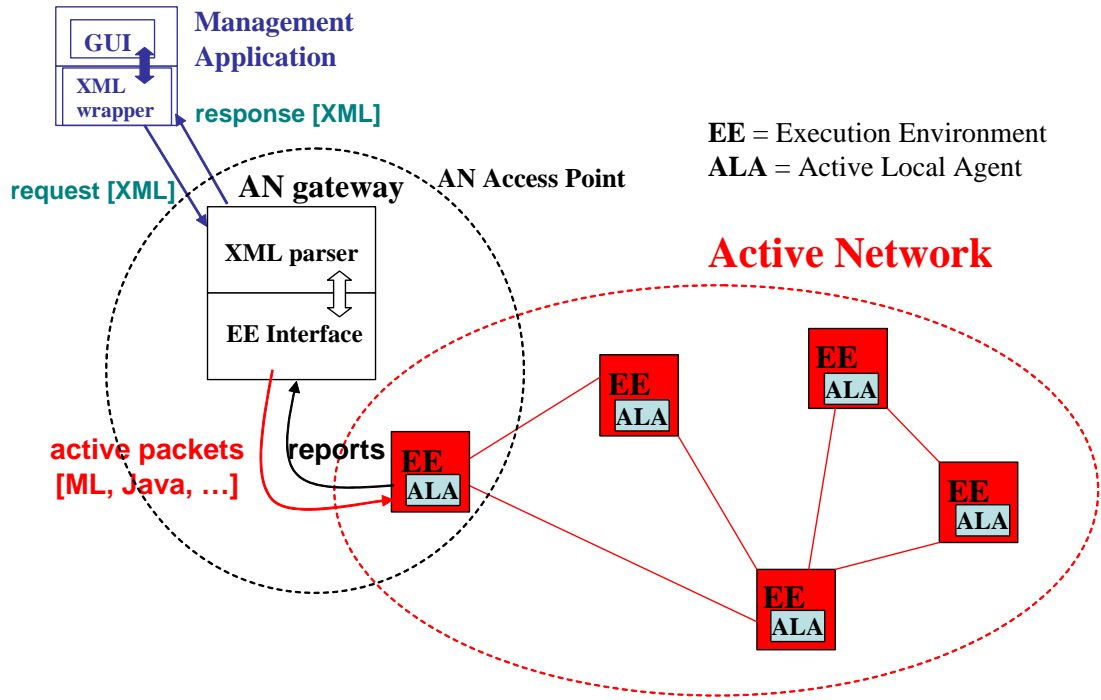 Management
Application
GUI
XML
wrapper
response [XML]
request [XML]
EE = Execution Environment
ALA = Active Local Agent
AN gateway
AN Access Point
XML parser
EE Interface
Active Network
active packets
[ML, Java, …]
reports
EE
ALA
EE
ALA
EE
ALA
EE
ALA
EE
ALA